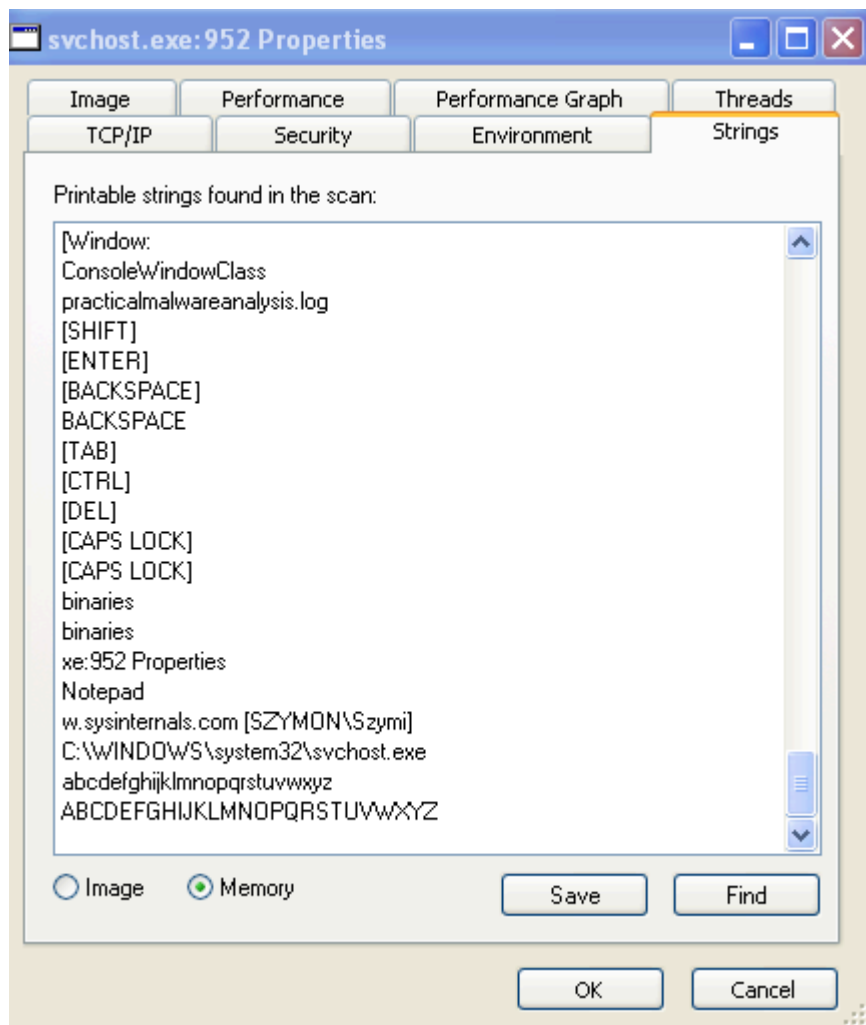 svchost.exe:952 Properties
Image Performance Performance Graph Threads
TCP/IP Security Environment Strings
Printable strings found in the scan:
[Window:
ConsoleWindowClass
practicalmalwareanalysis.log
[SHIFT]
[ENTER]
[BACKSPACE]
BACKSPACE
[TAB]
[CTRL]
[DEL]
[CAPS LOCK]
[CAPS LOCK]
binaries
binaries
xe:952 Properties
Notepad
w.sysinternals.com [SZYMON\Szymi]
C:\WINDOWS\system32\svchost.exe
abcdefghijklmnopqrstuvwxyz
ABCDEFGHIJKLMNOPQRSTUVWXYZ
Image Memory Save Find
OK Cancel